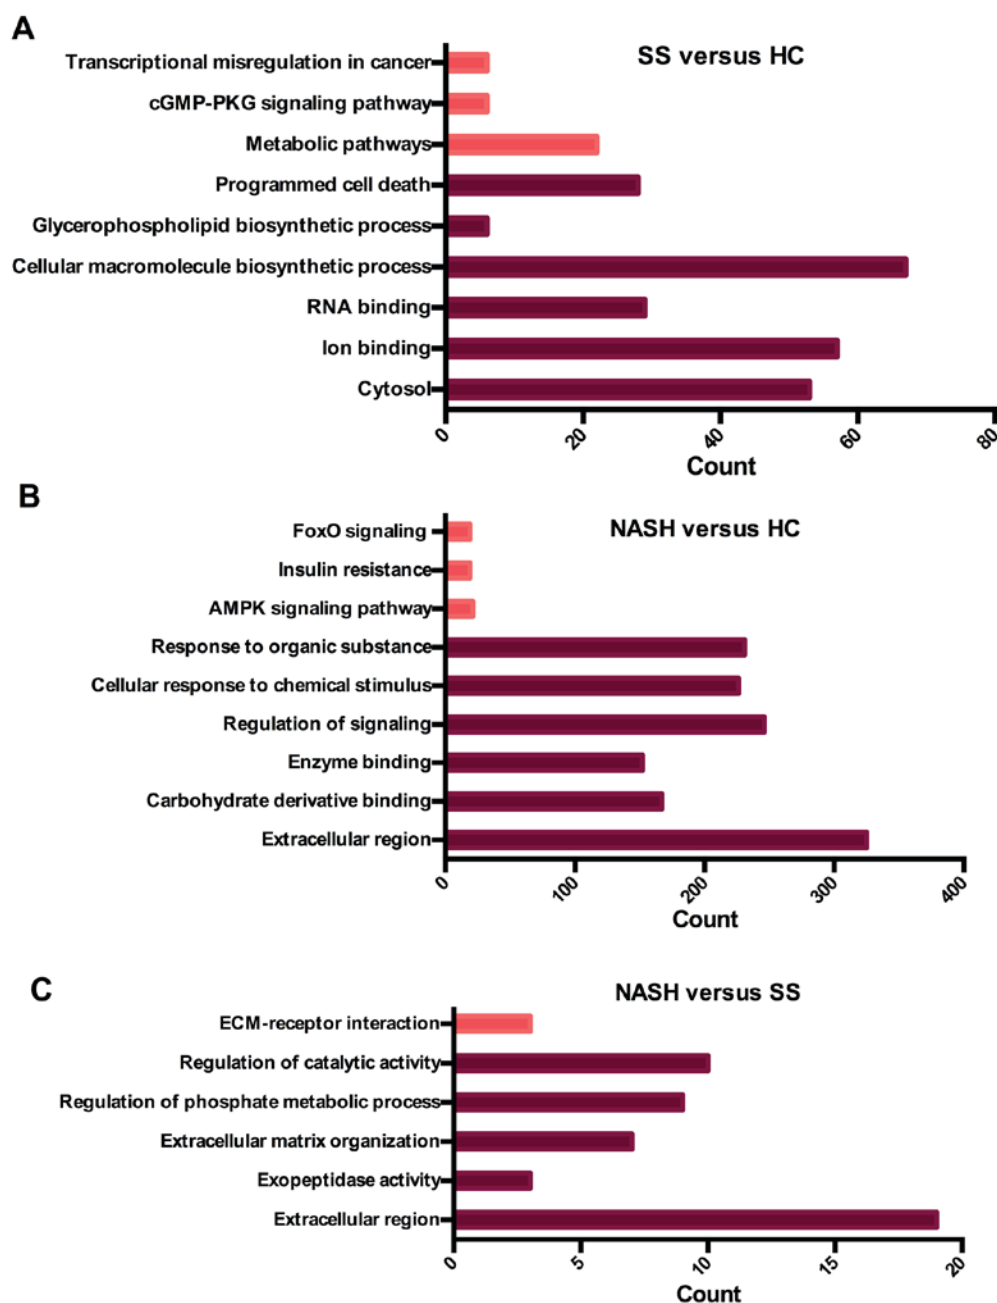 A
SS versus HC
Transcriptional misregulation in cancer
cGMP-PKG signaling pathway
Metabolic pathways
Programmed cell death
Glycerophospholipid biosynthetic process
Cellular macromolecule biosynthetic process
RNA binding
Ion binding
Cytosol
0 20 40 60 80
Count
B
NASH versus HC
FoxO signaling
Insulin resistance
AMPK signaling pathway
Response to organic substance
Cellular response to chemical stimulus
Regulation of signaling
Enzyme binding
Carbohydrate derivative binding
Extracellular region
0 100 200 300 400
Count
C
NASH versus SS
ECM-receptor interaction
Regulation of catalytic activity
Regulation of phosphate metabolic process
Extracellular matrix organization
Exopeptidase activity
Extracellular region
0 5 10 15 20
Count